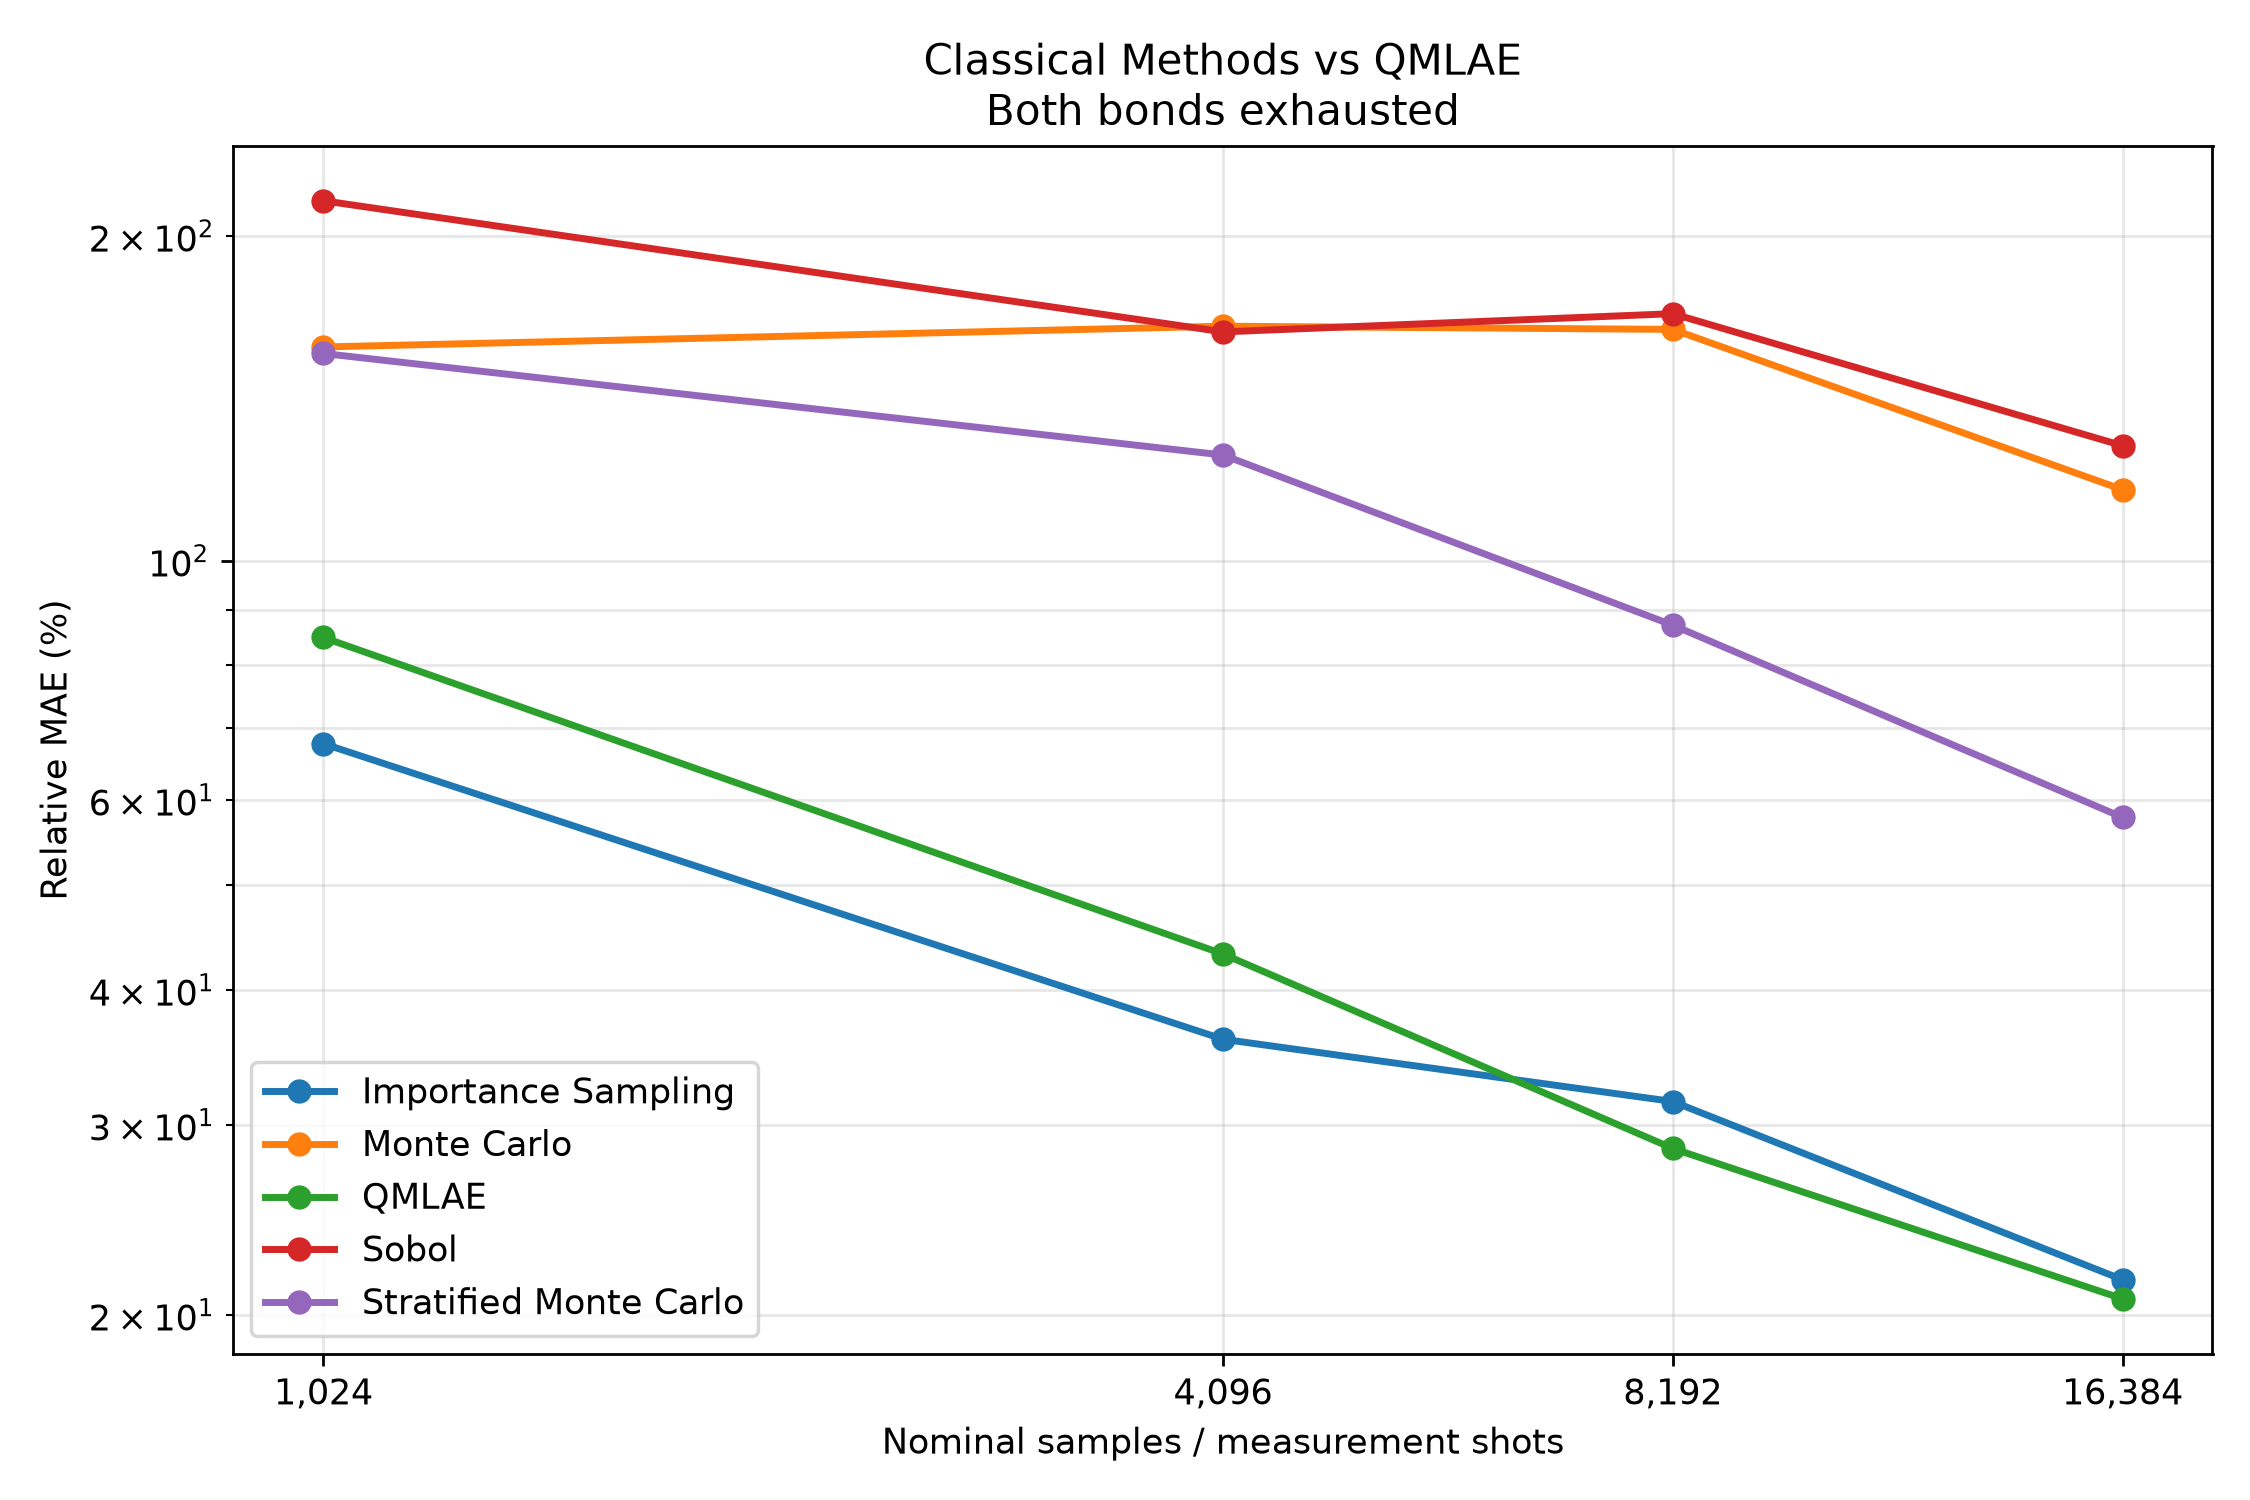 Classical Methods vs QMLAE
Both bonds exhausted
Relative MAE (%)
2 × 10²
10²
6 × 10¹
4 × 10¹
3 × 10¹
2 × 10¹
Importance Sampling
Monte Carlo
QMLAE
Sobol
Stratified Monte Carlo
1,024 4,096 8,192 16,384
Nominal samples / measurement shots